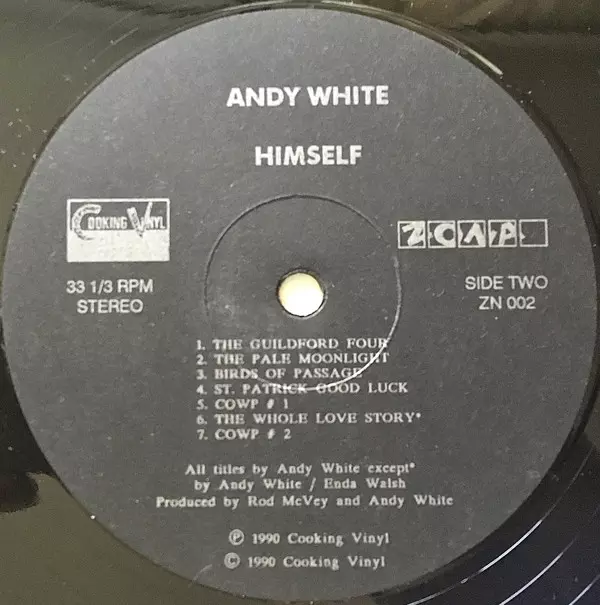 ANDY WHITE
HIMSELF
COOKING VINYL
ZCAP
33 1/3 RPM
STEREO
SIDE TWO
ZN 002
1. THE GUILDFORD FOUR
2. THE PALE MOONLIGHT
3. BIRDS OF PASSAGE
4. ST. PATRICK GOOD LUCK
5. COWP # 1
6. THE WHOLE LOVE STORY*
7. COWP # 2
All titles by Andy White except*
by Andy White / Enda Walsh
Produced by Rod McVey and Andy White
Ⓟ 1990 Cooking Vinyl
© 1990 Cooking Vinyl